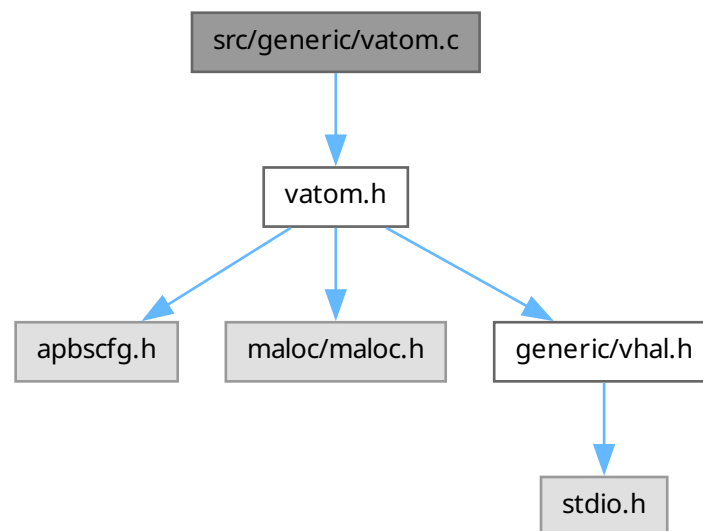 src/generic/vatom.c
vatom.h
apbscfg.h
maloc/maloc.h
generic/vhal.h
stdio.h